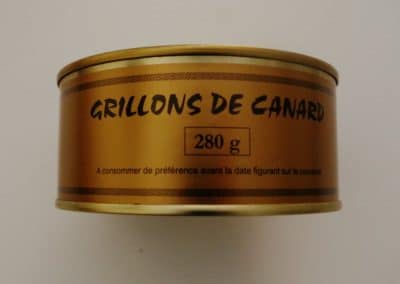 GRILLONS DE CANARD
280 g
A consommer de préférence avant la date figurant sur le couvercle